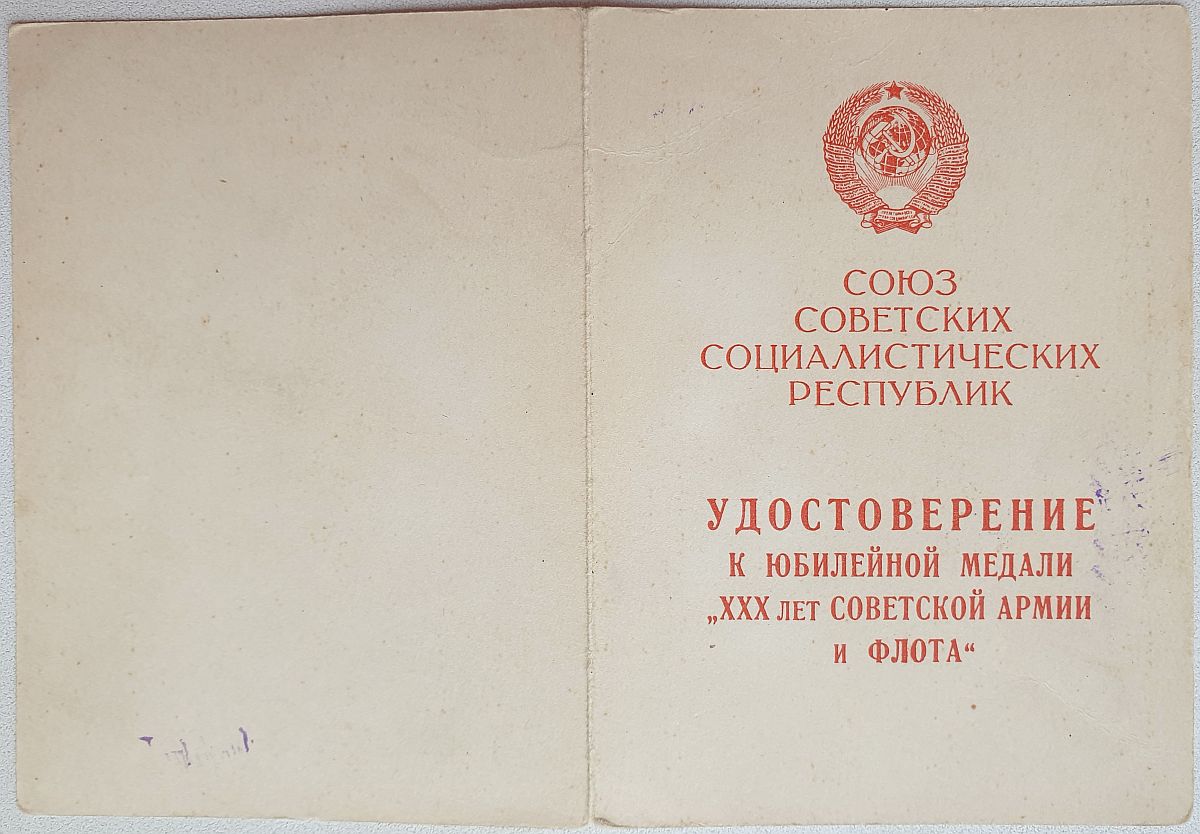 СОЮЗ
СОВЕТСКИХ
СОЦИАЛИСТИЧЕСКИХ
РЕСПУБЛИК
УДОСТОВЕРЕНИЕ
К ЮБИЛЕЙНОЙ МЕДАЛИ
„XXX ЛЕТ СОВЕТСКОЙ АРМИИ
И ФЛОТА“